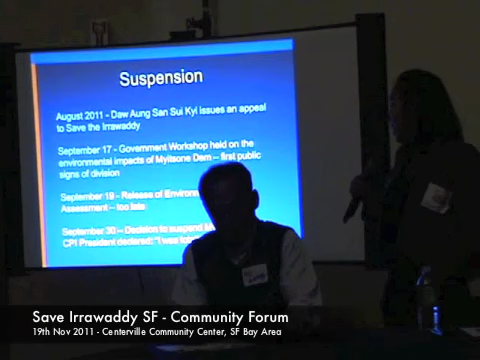 Suspension
August 2011 - Daw Aung San Sui Kyi issues an appeal
to Save the Irrawaddy
September 17 - Government Workshop held on the
environmental impacts of Myitsone Dam – first public
signs of division
September 19 - Release of Environ
Assessment – too late
September 30 – Decision to suspend M
CPI President declared: "I was tot
Save Irrawaddy SF - Community Forum
19th Nov 2011 - Centerville Community Center, SF Bay Area